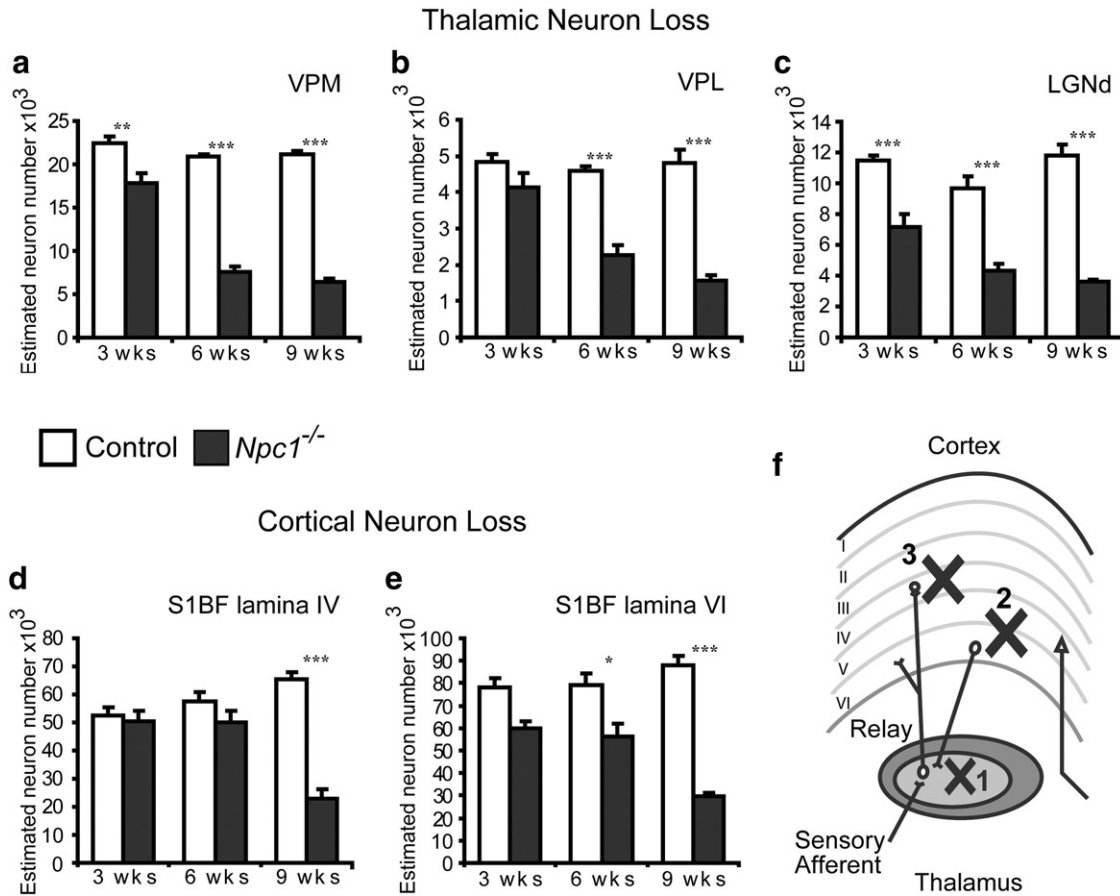 Thalamic Neuron Loss
a
VPM
Estimated neuron number x10³
25
20
15
10
5
0
**
***
***
3 wks
6 wks
9 wks
b
VPL
Estimated neuron number x10³
6
5
4
3
2
1
0
***
***
3 wks
6 wks
9 wks
c
LGNd
Estimated neuron number x10³
14
12
10
8
6
4
2
0
***
***
***
3 wks
6 wks
9 wks
Control
Npc1⁻/⁻
Cortical Neuron Loss
d
S1BF lamina IV
Estimated neuron number x10³
80
70
60
50
40
30
20
10
0
***
3 wks
6 wks
9 wks
e
S1BF lamina VI
Estimated neuron number x10³
100
90
80
70
60
50
40
30
20
10
0
*
***
3 wks
6 wks
9 wks
f
Cortex
I
II
III
IV
V
VI
3
2
Relay
1
Sensory
Afferent
Thalamus